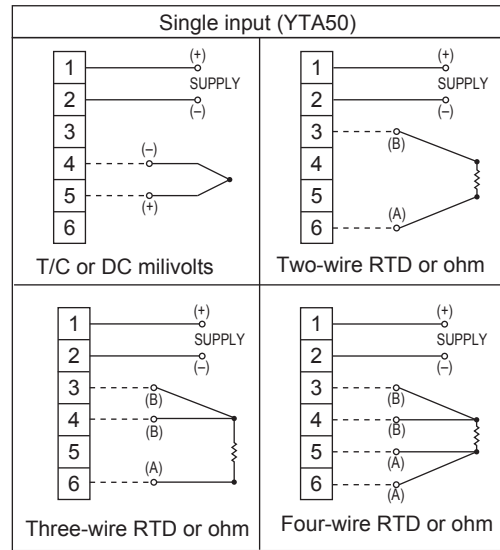 Single input (YTA50)
1
2
3
4
5
6
(+)
SUPPLY
(–)
(–)
(+)
T/C or DC milivolts
1
2
3
4
5
6
(+)
SUPPLY
(–)
(B)
(A)
Two-wire RTD or ohm
1
2
3
4
5
6
(+)
SUPPLY
(–)
(B)
(B)
(A)
Three-wire RTD or ohm
1
2
3
4
5
6
(+)
SUPPLY
(–)
(B)
(B)
(A)
(A)
Four-wire RTD or ohm